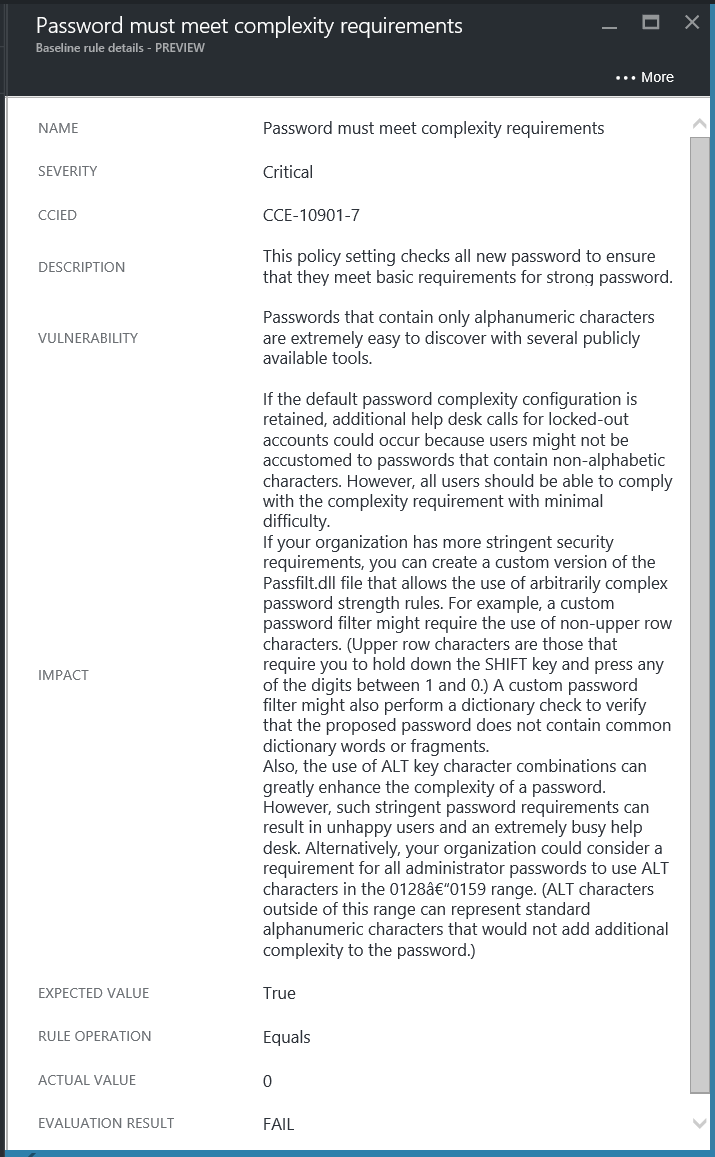 Password must meet complexity requirements
Baseline rule details - PREVIEW
••• More
NAME
Password must meet complexity requirements
SEVERITY
Critical
CCIED
CCE-10901-7
DESCRIPTION
This policy setting checks all new password to ensure
that they meet basic requirements for strong password.
VULNERABILITY
Passwords that contain only alphanumeric characters
are extremely easy to discover with several publicly
available tools.
IMPACT
If the default password complexity configuration is
retained, additional help desk calls for locked-out
accounts could occur because users might not be
accustomed to passwords that contain non-alphabetic
characters. However, all users should be able to comply
with the complexity requirement with minimal
difficulty.
If your organization has more stringent security
requirements, you can create a custom version of the
Passfilt.dll file that allows the use of arbitrarily complex
password strength rules. For example, a custom
password filter might require the use of non-upper row
characters. (Upper row characters are those that
require you to hold down the SHIFT key and press any
of the digits between 1 and 0.) A custom password
filter might also perform a dictionary check to verify
that the proposed password does not contain common
dictionary words or fragments.
Also, the use of ALT key character combinations can
greatly enhance the complexity of a password.
However, such stringent password requirements can
result in unhappy users and an extremely busy help
desk. Alternatively, your organization could consider a
requirement for all administrator passwords to use ALT
characters in the 0128â€“0159 range. (ALT characters
outside of this range can represent standard
alphanumeric characters that would not add additional
complexity to the password.)
EXPECTED VALUE
True
RULE OPERATION
Equals
ACTUAL VALUE
0
EVALUATION RESULT
FAIL